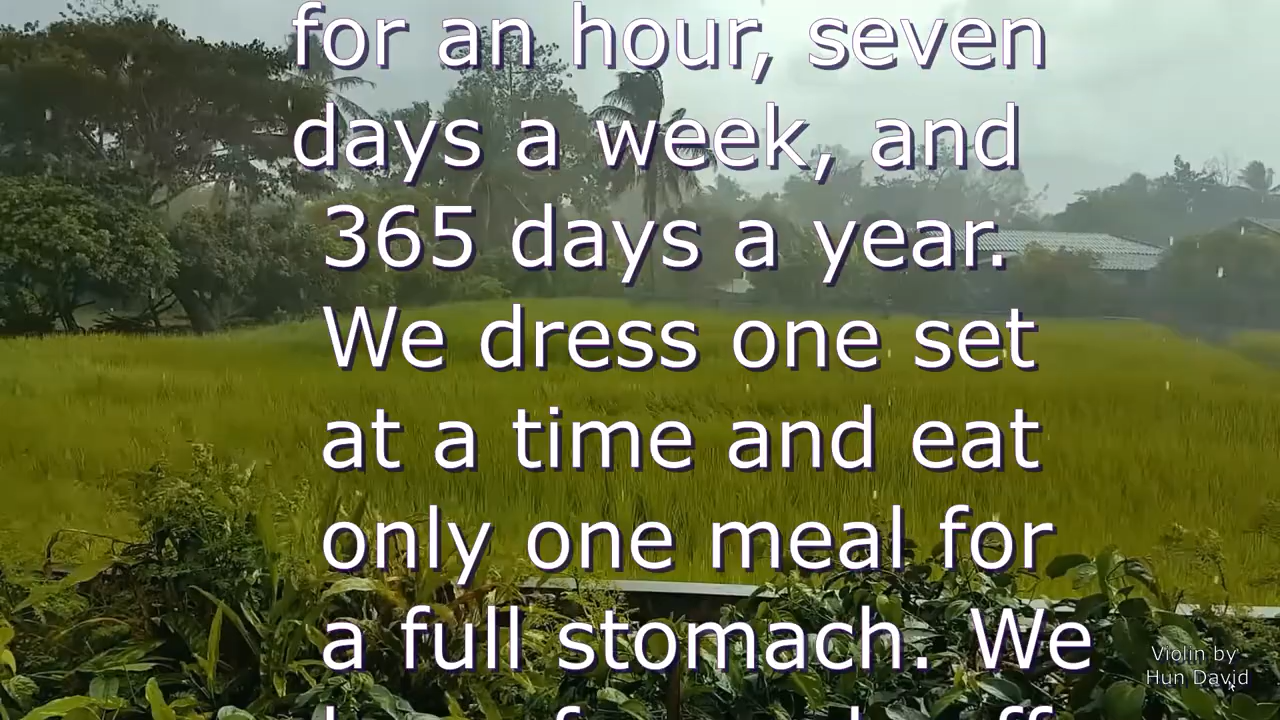 for an hour, seven
days a week, and
365 days a year.
We dress one set
at a time and eat
only one meal for
a full stomach. We
Violin by
Hun David